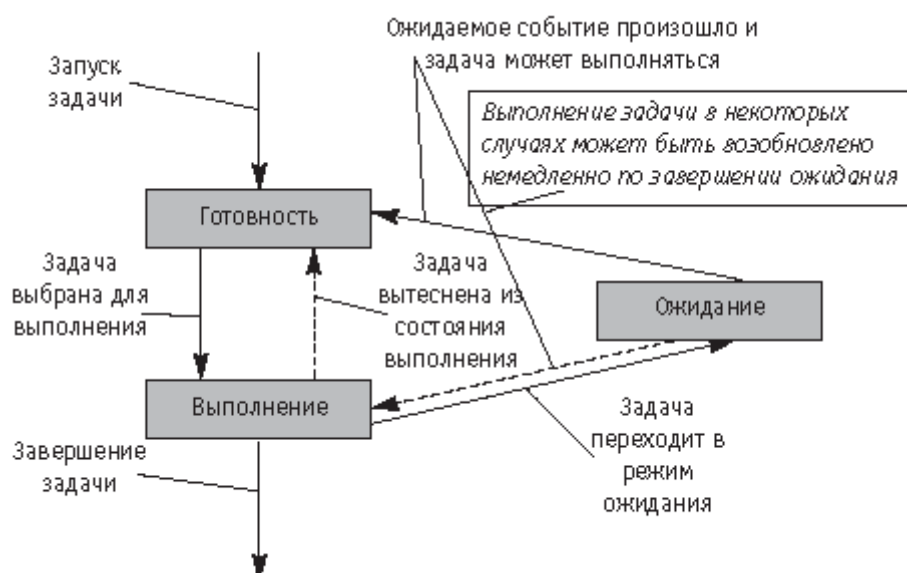 Ожидаемое событие произошло и
задача может выполняться
Запуск
задачи
Выполнение задачи в некоторых
случаях может быть возобновлено
немедленно по завершении ожидания
Готовность
Задача
выбрана для
выполнения
Задача
вытеснена из
состояния
выполнения
Ожидание
Выполнение
Задача
переходит в
режим
ожидания
Завершение
задачи